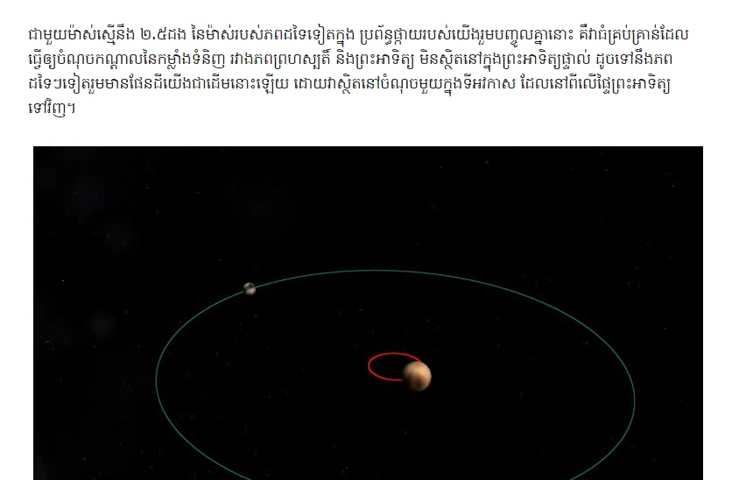 ជាមួយម៉ាស់ស្មើនឹង ២.៥ដង នៃម៉ាស់របស់ភពដទៃទៀតក្នុង ប្រព័ន្ធផ្កាយរបស់យើងរួមបញ្ចូលគ្នានោះ គឺវាធំគ្រប់គ្រាន់ដែល
ធ្វើឲ្យចំណុចកណ្តាលនៃកម្លាំងទំនិញ រវាងភពព្រហស្បតិ៍ និងព្រះអាទិត្យ មិនស្ថិតនៅក្នុងព្រះអាទិត្យផ្ទាល់ ដូចទៅនឹងភព
ដទៃៗទៀតរួមមានផែនដីយើងជាដើមនោះឡើយ ដោយវាស្ថិតនៅចំណុចមួយក្នុងទីអវកាស ដែលនៅពីលើផ្ទៃព្រះអាទិត្យ
ទៅវិញ។